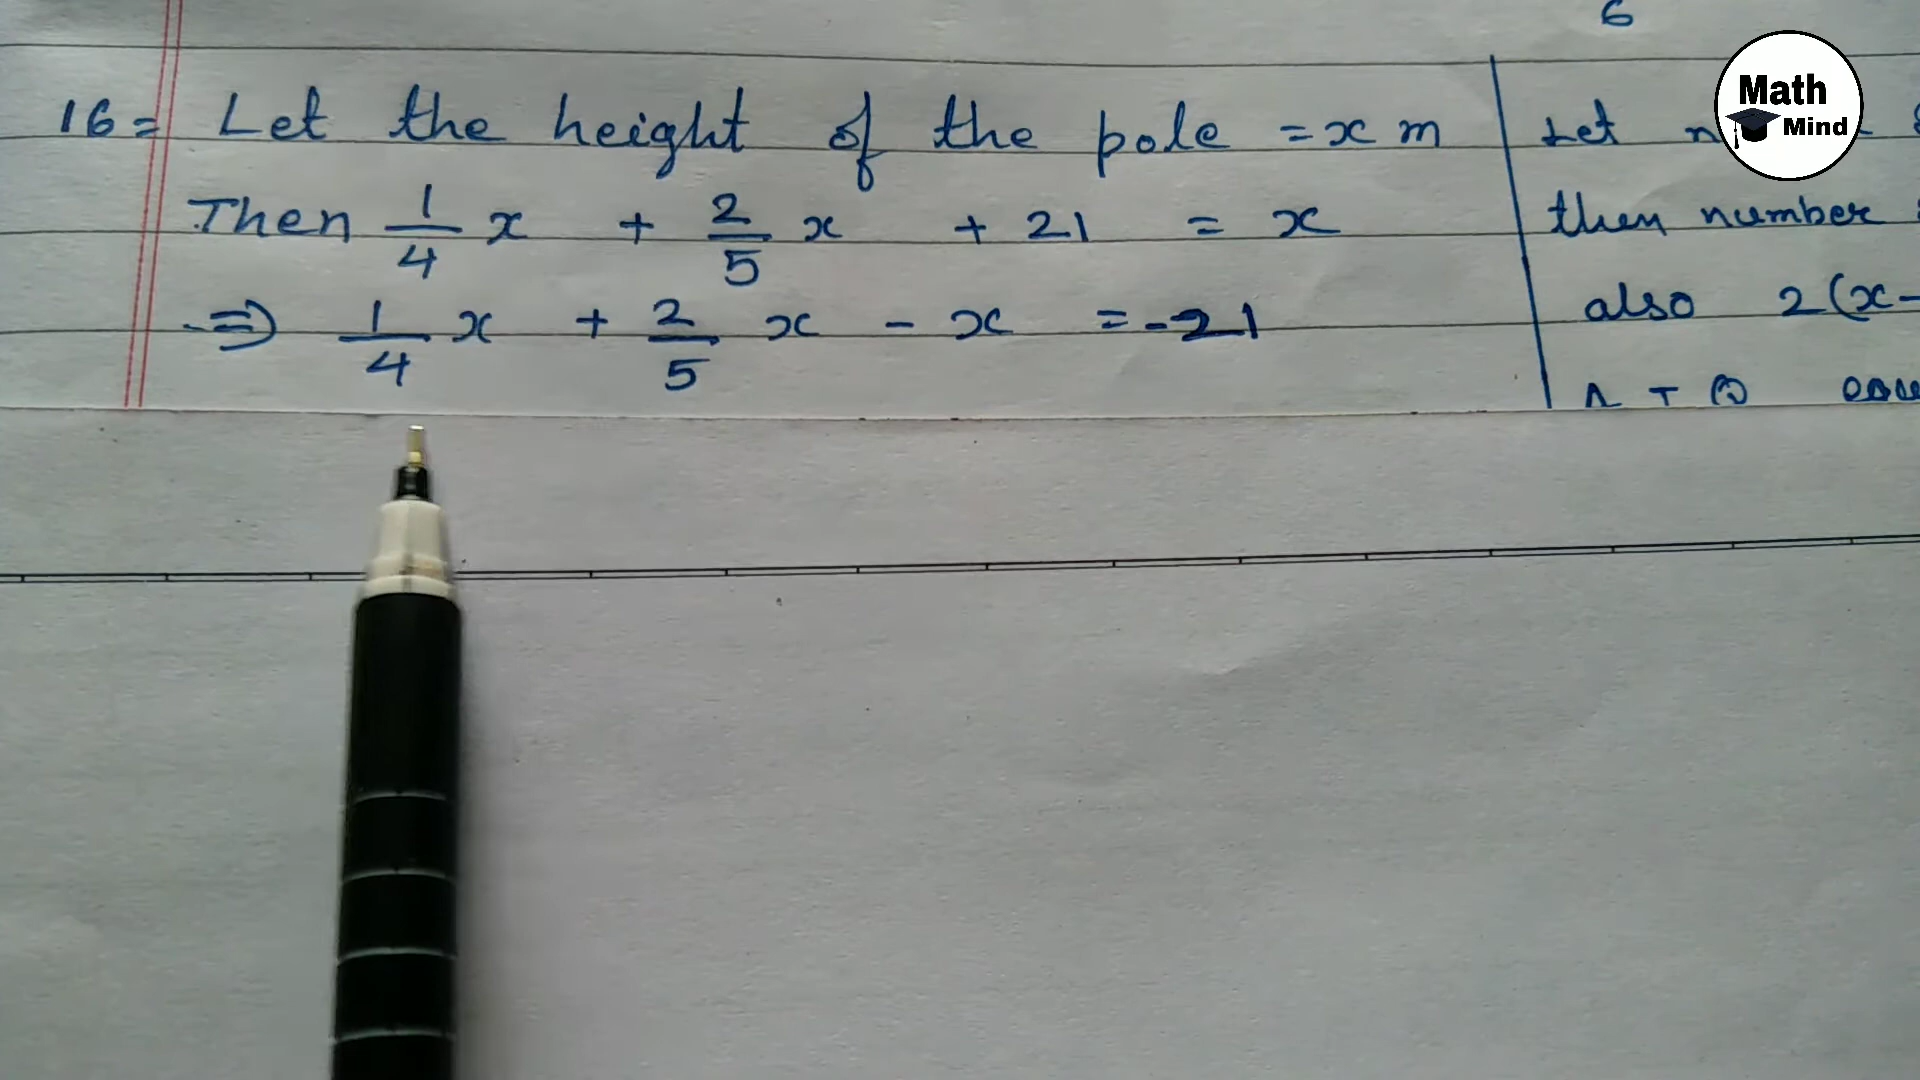 6
16= Let the height of the pole = x m
Then 1/4 x + 2/5 x + 21 = x
⇒ 1/4 x + 2/5 x - x = -21
Let
then number
also 2(x-
Math
Mind